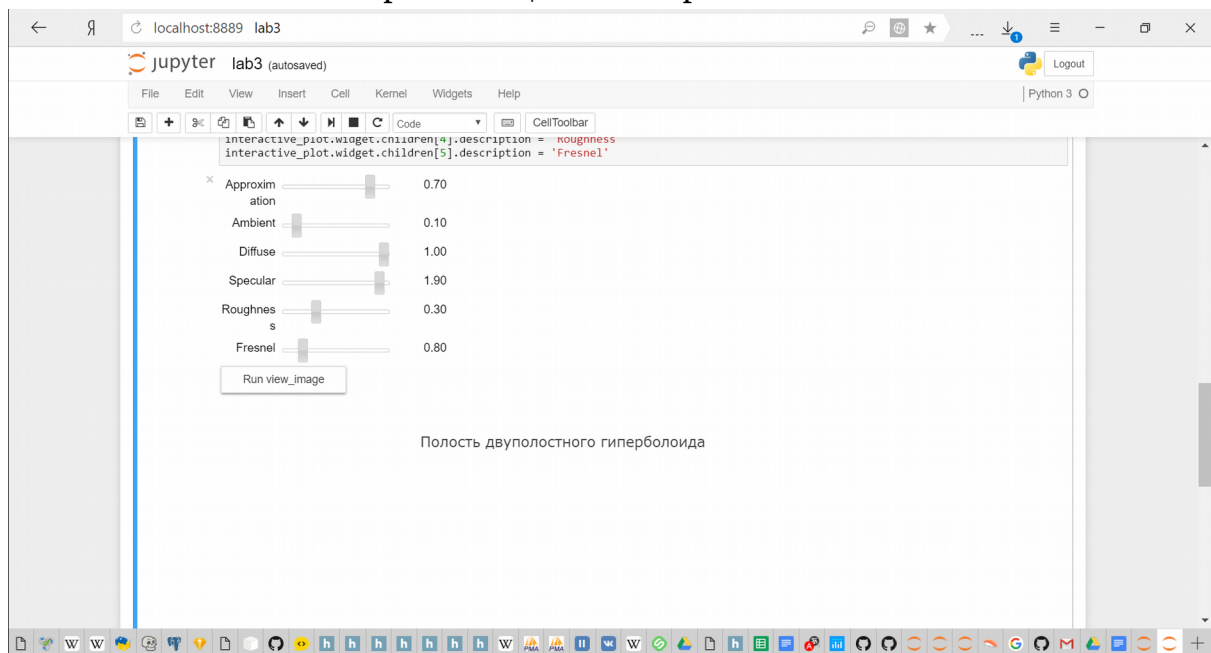 Я localhost:8889 lab3
jupyter lab3 (autosaved) Logout
File Edit View Insert Cell Kernel Widgets Help Python 3
Code CellToolbar
interactive_plot.widget.children[4].description = 'Roughness'
interactive_plot.widget.children[5].description = 'Fresnel'
Approxim
ation 0.70
Ambient 0.10
Diffuse 1.00
Specular 1.90
Roughnes
s 0.30
Fresnel 0.80
Run view_image
Полость двуполостного гиперболоида